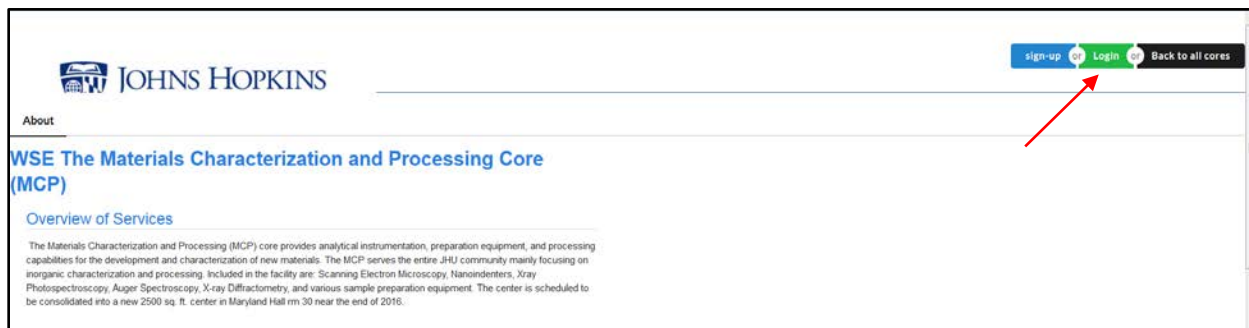 sign-up or Login or Back to all cores
JOHNS HOPKINS
About
WSE The Materials Characterization and Processing Core
(MCP)
Overview of Services
The Materials Characterization and Processing (MCP) core provides analytical instrumentation, preparation equipment, and processing
capabilities for the development and characterization of new materials. The MCP serves the entire JHU community mainly focusing on
inorganic characterization and processing. Included in the facility are: Scanning Electron Microscopy, Nanoindenters, Xray
Photospectroscopy, Auger Spectroscopy, X-ray Diffractometry, and various sample preparation equipment. The center is scheduled to
be consolidated into a new 2500 sq. ft. center in Maryland Hall rm 30 near the end of 2016.